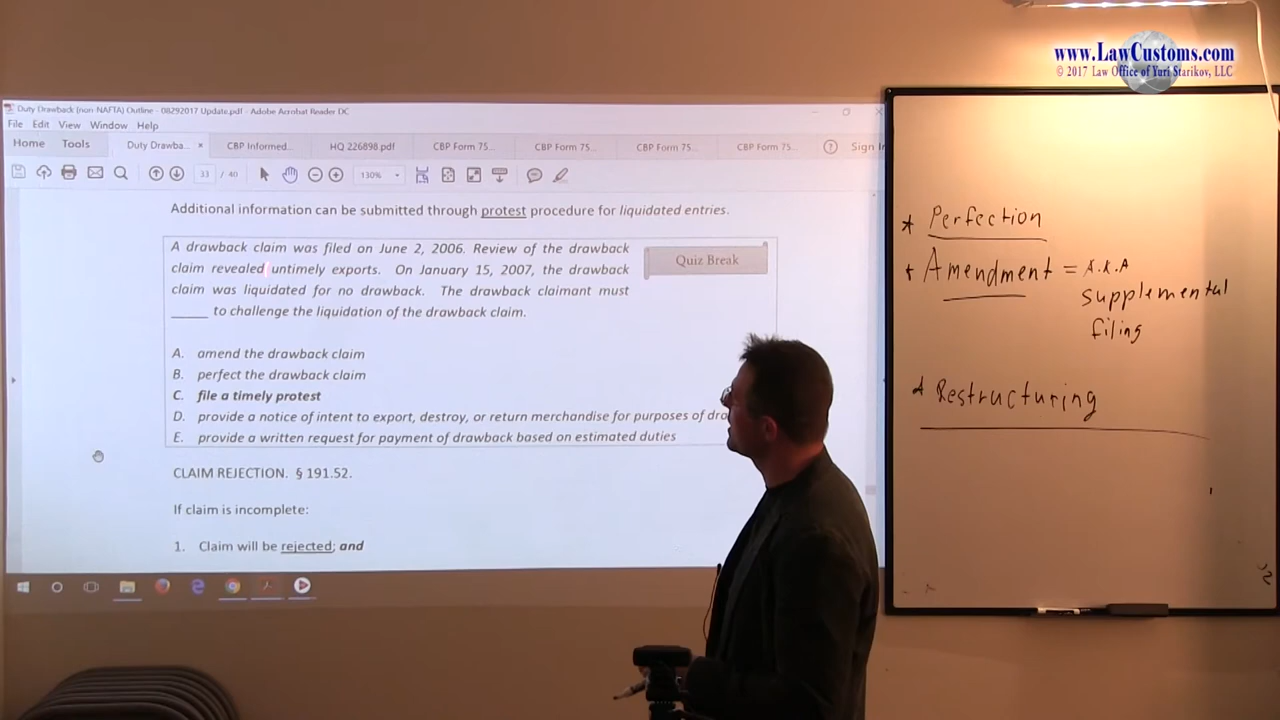 www.LawCustoms.com
© 2017 Law Office of Yuri Starikov, LLC
Duty Drawback (non-NAFTA) Outline - 08292017 Update.pdf - Adobe Acrobat Reader DC
File Edit View Window Help
Home Tools Duty Drawba... × CBP Informed... HQ 226898 pdf CBP Form 75... CBP Form 75... CBP Form 75... CBP Form 75... Sign In
33 / 40 130%
Additional information can be submitted through protest procedure for liquidated entries.
A drawback claim was filed on June 2, 2006. Review of the drawback
claim revealed untimely exports. On January 15, 2007, the drawback
claim was liquidated for no drawback. The drawback claimant must
_____ to challenge the liquidation of the drawback claim.
Quiz Break
A. amend the drawback claim
B. perfect the drawback claim
C. file a timely protest
D. provide a notice of intent to export, destroy, or return merchandise for purposes of dra
E. provide a written request for payment of drawback based on estimated duties
CLAIM REJECTION. § 191.52.
If claim is incomplete:
1. Claim will be rejected; and
* Perfection
* Amendment = A.K.A
supplemental
filing
* Restructuring